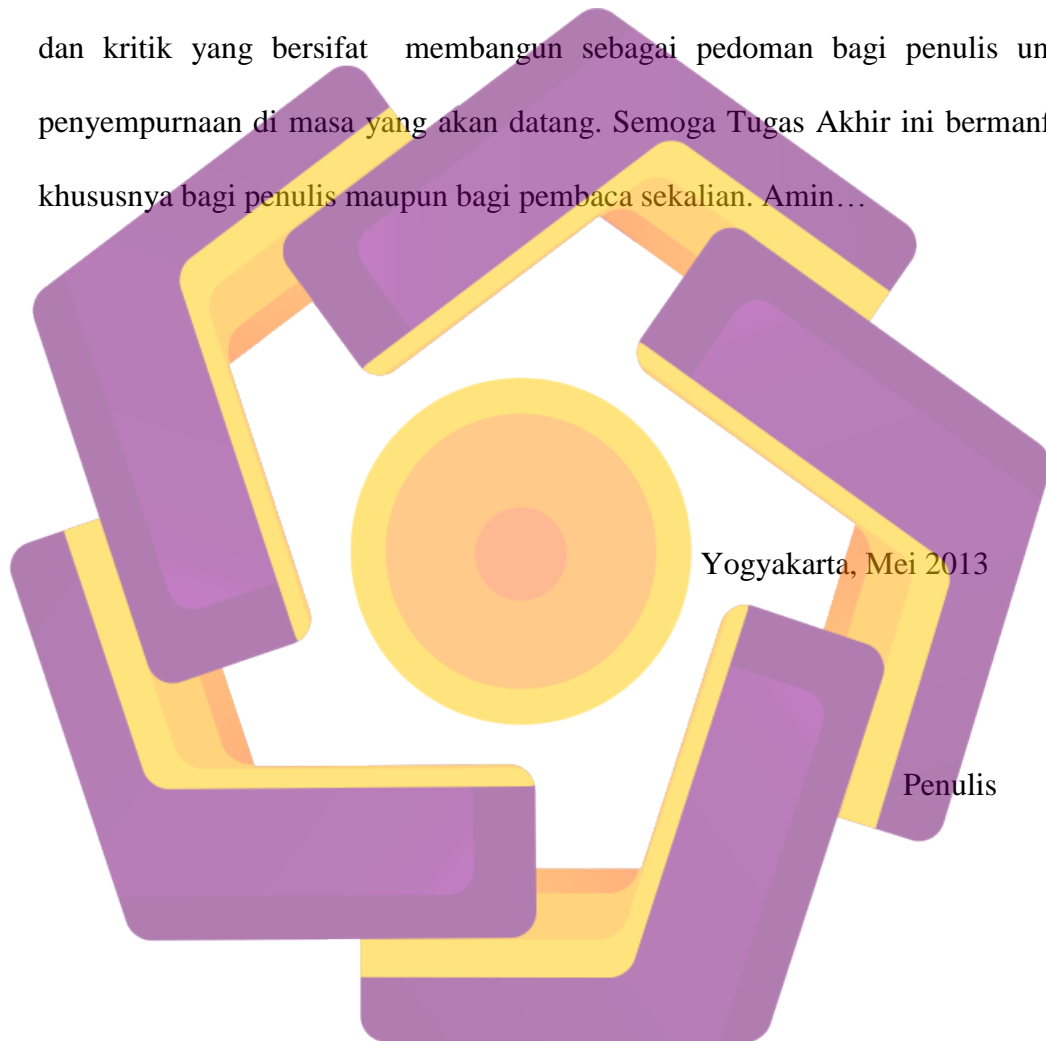 dan kritik yang bersifat membangun sebagai pedoman bagi penulis un
penyempurnaan di masa yang akan datang. Semoga Tugas Akhir ini bermanf
khususnya bagi penulis maupun bagi pembaca sekalian. Amin…
Yogyakarta, Mei 2013
Penulis